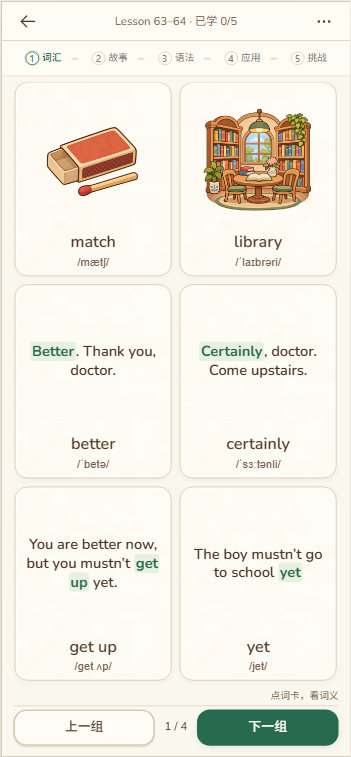 Lesson 63–64 · 已学 0/5
1 词汇 – 2 故事 – 3 语法 – 4 应用 – 5 挑战
match
/mætʃ/
library
/ˈlaɪbrəri/
Better. Thank you,
doctor.
better
/ˈbetə/
Certainly, doctor.
Come upstairs.
certainly
/ˈsɜːtənli/
You are better now,
but you mustn't get
up yet.
get up
/ɡet ʌp/
The boy mustn't go
to school yet
yet
/jet/
点词卡，看词义
上一组
1 / 4
下一组